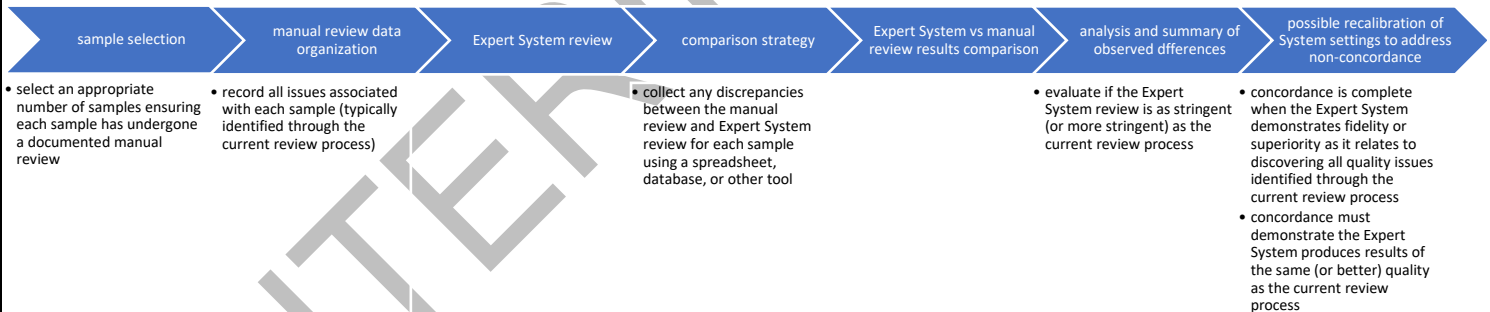 sample selection
manual review data
organization
Expert System review
comparison strategy
Expert System vs manual
review results comparison
analysis and summary of
observed dfferences
possible recalibration of
System settings to address
non-concordance
• select an appropriate
number of samples ensuring
each sample has undergone
a documented manual
review
• record all issues associated
with each sample (typically
identified through the
current review process)
• collect any discrepancies
between the manual
review and Expert System
review for each sample
using a spreadsheet,
database, or other tool
• evaluate if the Expert
System review is as stringent
(or more stringent) as the
current review process
• concordance is complete
when the Expert System
demonstrates fidelity or
superiority as it relates to
discovering all quality issues
identified through the
current review process
• concordance must
demonstrate the Expert
System produces results of
the same (or better) quality
as the current review
process